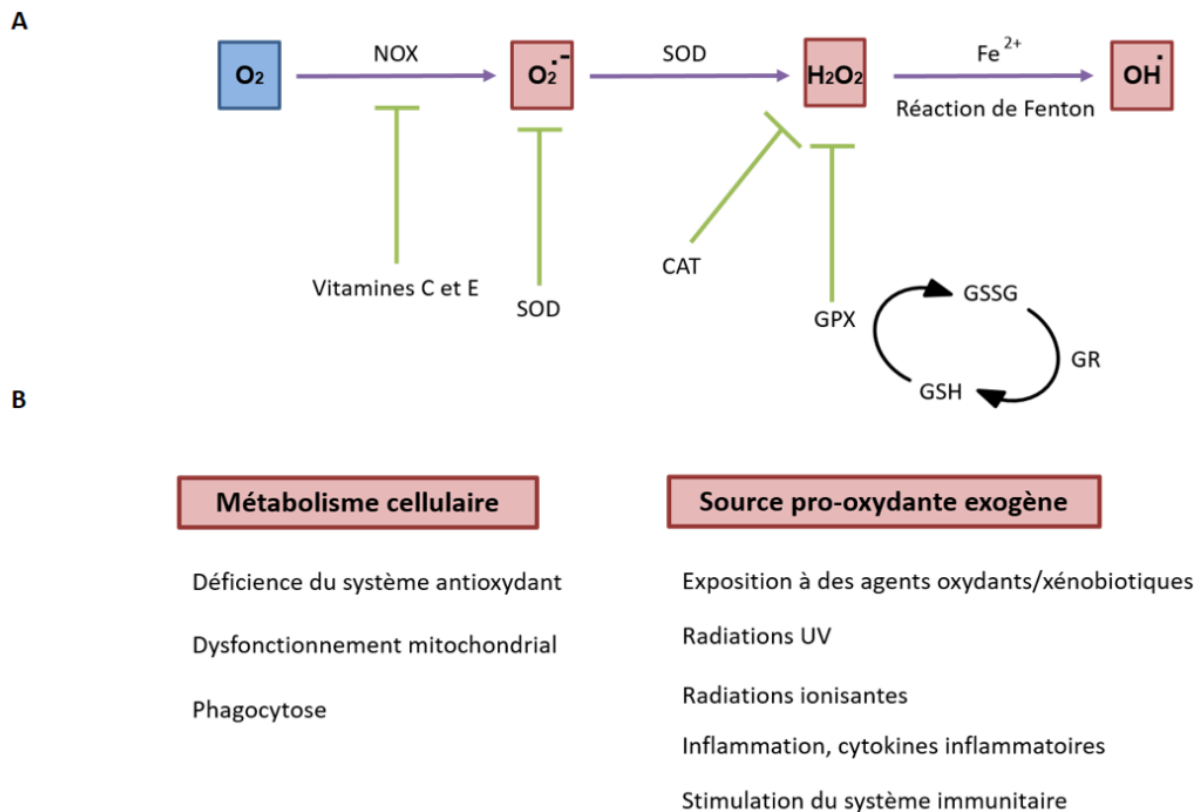 A
O₂
NOX
O₂·⁻
SOD
H₂O₂
Fe²⁺
Réaction de Fenton
OH·
Vitamines C et E
SOD
CAT
GPX
GSSG
GR
GSH
B
Métabolisme cellulaire
Déficience du système antioxydant
Dysfonctionnement mitochondrial
Phagocytose
Source pro-oxydante exogène
Exposition à des agents oxydants/xénobiotiques
Radiations UV
Radiations ionisantes
Inflammation, cytokines inflammatoires
Stimulation du système immunitaire